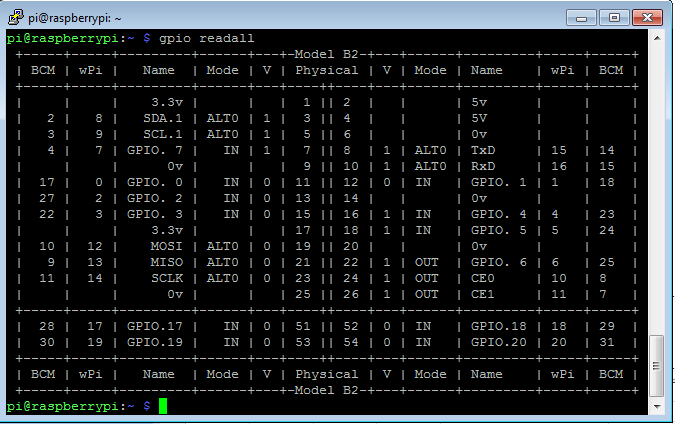 pi@raspberrypi: ~
pi@raspberrypi:~ $ gpio readall
+-----+-----+---------+------+---+-Model B2-+---+------+---------+-----+-----+
| BCM | wPi |   Name  | Mode | V | Physical | V | Mode | Name    | wPi | BCM |
+-----+-----+---------+------+---+----++----+---+------+---------+-----+-----+
|     |     |    3.3v |      |   |  1 || 2  |   |      | 5v      |     |     |
|   2 |   8 |   SDA.1 | ALT0 | 1 |  3 || 4  |   |      | 5V      |     |     |
|   3 |   9 |   SCL.1 | ALT0 | 1 |  5 || 6  |   |      | 0v      |     |     |
|   4 |   7 | GPIO. 7 |   IN | 1 |  7 || 8  | 1 | ALT0 | TxD     | 15  | 14  |
|     |     |      0v |      |   |  9 || 10 | 1 | ALT0 | RxD     | 16  | 15  |
|  17 |   0 | GPIO. 0 |   IN | 0 | 11 || 12 | 0 | IN   | GPIO. 1 | 1   | 18  |
|  27 |   2 | GPIO. 2 |   IN | 0 | 13 || 14 |   |      | 0v      |     |     |
|  22 |   3 | GPIO. 3 |   IN | 0 | 15 || 16 | 1 | IN   | GPIO. 4 | 4   | 23  |
|     |     |    3.3v |      |   | 17 || 18 | 1 | IN   | GPIO. 5 | 5   | 24  |
|  10 |  12 |    MOSI | ALT0 | 0 | 19 || 20 |   |      | 0v      |     |     |
|   9 |  13 |    MISO | ALT0 | 0 | 21 || 22 | 1 | OUT  | GPIO. 6 | 6   | 25  |
|  11 |  14 |    SCLK | ALT0 | 0 | 23 || 24 | 1 | OUT  | CE0     | 10  | 8   |
|     |     |      0v |      |   | 25 || 26 | 1 | OUT  | CE1     | 11  | 7   |
+-----+-----+---------+------+---+----++----+---+------+---------+-----+-----+
|  28 |  17 | GPIO.17 |   IN | 0 | 51 || 52 | 0 | IN   | GPIO.18 | 18  | 29  |
|  30 |  19 | GPIO.19 |   IN | 0 | 53 || 54 | 0 | IN   | GPIO.20 | 20  | 31  |
+-----+-----+---------+------+---+----++----+---+------+---------+-----+-----+
| BCM | wPi |   Name  | Mode | V | Physical | V | Mode | Name    | wPi | BCM |
+-----+-----+---------+------+---+-Model B2-+---+------+---------+-----+-----+
pi@raspberrypi:~ $